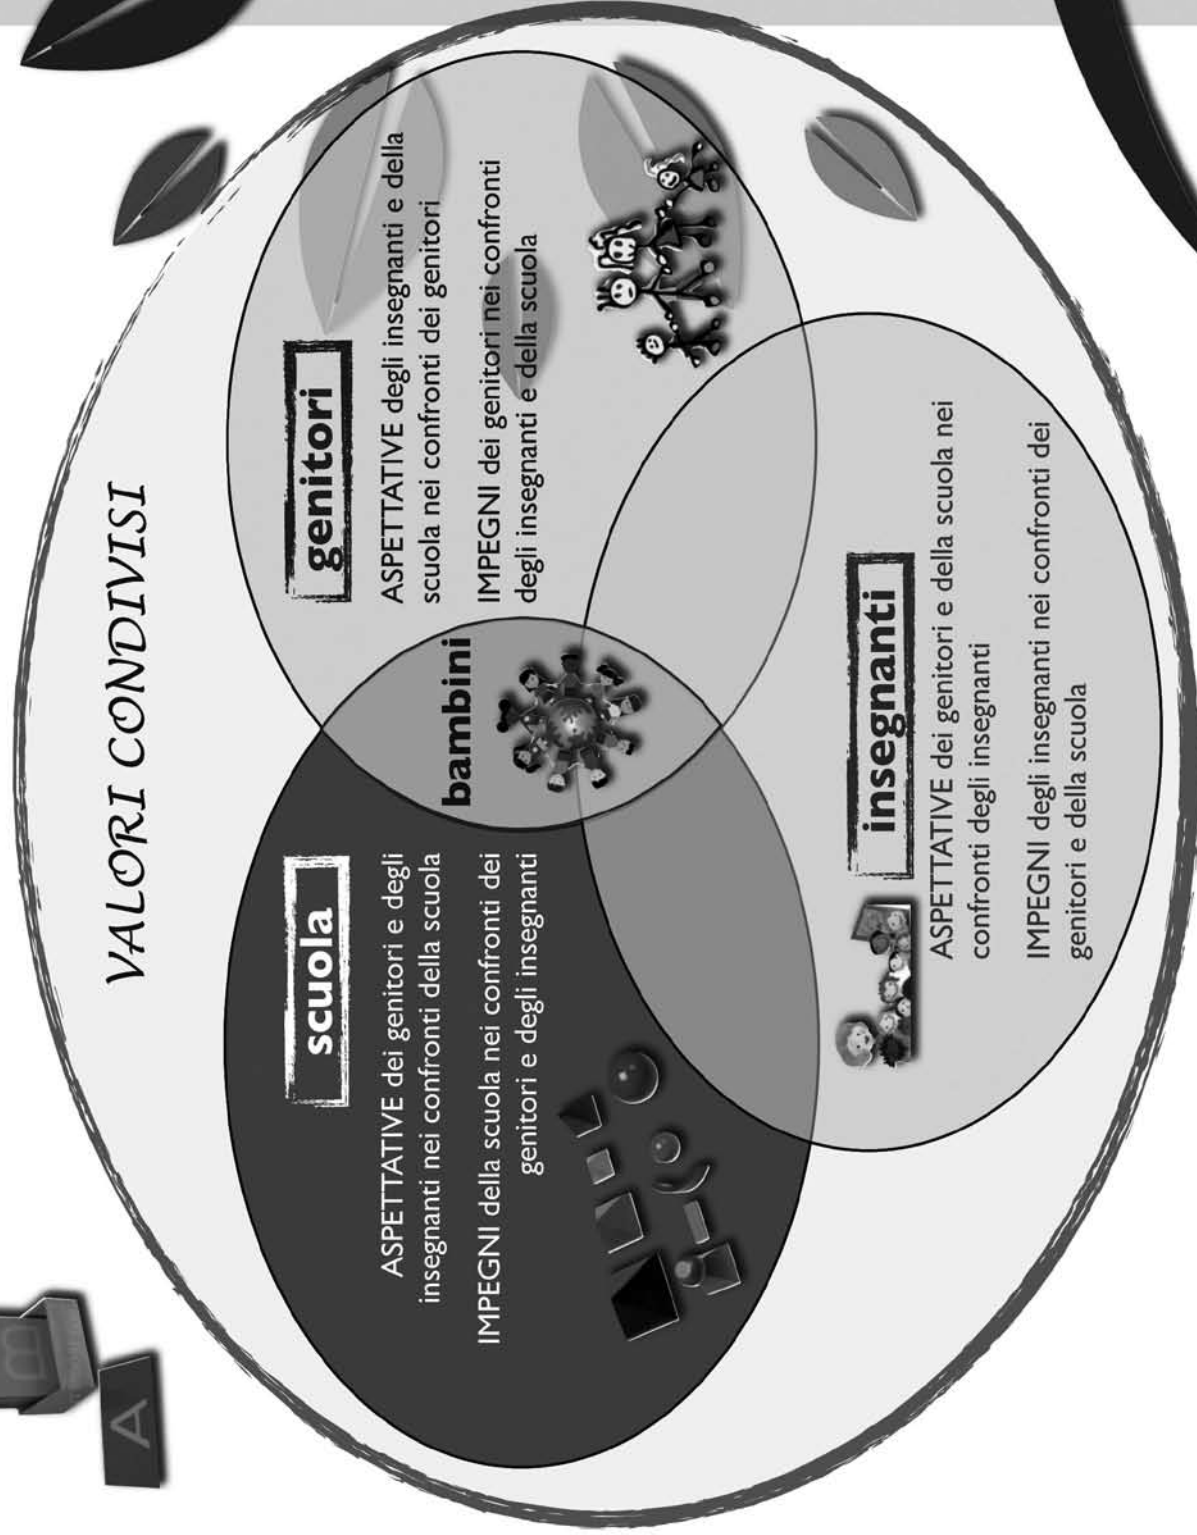 VALORI CONDIVISI
scuola
ASPETTATIVE dei genitori e degli
insegnanti nei confronti della scuola
IMPEGNI della scuola nei confronti dei
genitori e degli insegnanti
bambini
genitori
ASPETTATIVE degli insegnanti e della
scuola nei confronti dei genitori
IMPEGNI dei genitori nei confronti
degli insegnanti e della scuola
insegnanti
ASPETTATIVE dei genitori e della scuola nei
confronti degli insegnanti
IMPEGNI degli insegnanti nei confronti dei
genitori e della scuola
B
A